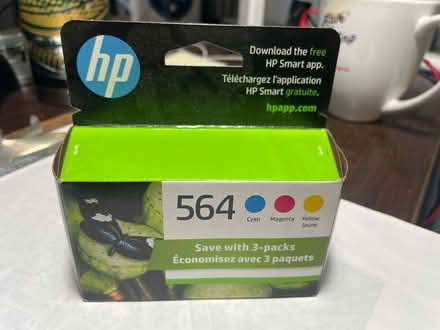 hp
Download the free
HP Smart app.
Téléchargez l'application
HP Smart gratuite.
hpapp.com
564
Cyan
Magenta
Yellow
Jaune
Save with 3-packs
Économisez avec 3 paquets